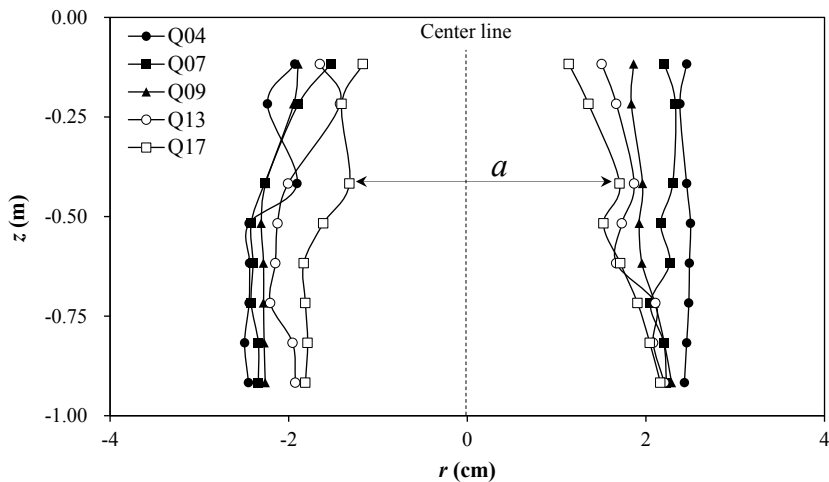 0.00
-0.25
-0.50
-0.75
-1.00
z (m)
Q04
Q07
Q09
Q13
Q17
Center line
a
-4
-2
0
2
4
r (cm)